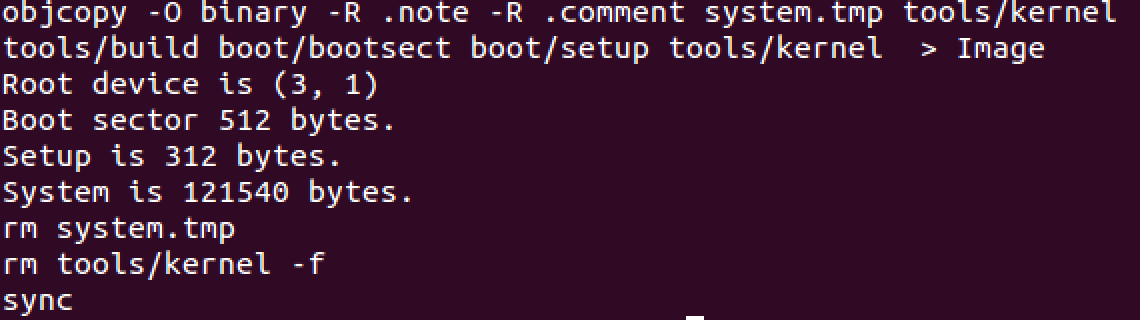 objcopy -O binary -R .note -R .comment system.tmp tools/kernel
tools/build boot/bootsect boot/setup tools/kernel  > Image
Root device is (3, 1)
Boot sector 512 bytes.
Setup is 312 bytes.
System is 121540 bytes.
rm system.tmp
rm tools/kernel -f
sync